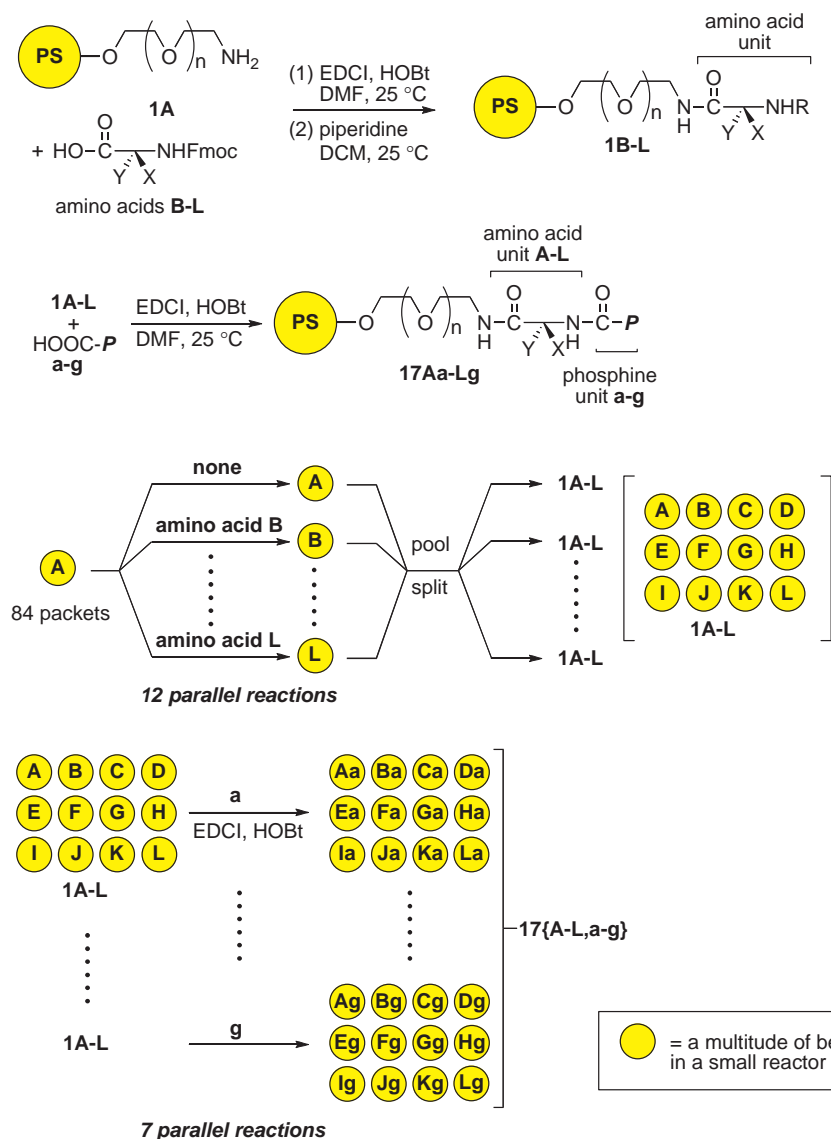 amino acid
unit
PS
O
O
n
NH2
1A
+
HO
O
NHFmoc
Y X
amino acids B-L
(1) EDCI, HOBt
DMF, 25 °C
(2) piperidine
DCM, 25 °C
PS
O
O
n
N
H
O
NHR
Y X
1B-L
1A-L
+
HOOC-P
a-g
EDCI, HOBt
DMF, 25 °C
amino acid
unit A-L
PS
O
O
n
N
H
O
Y X
H
N
O
P
17Aa-Lg
phosphine
unit a-g
A
84 packets
none
amino acid B
amino acid L
A
B
L
12 parallel reactions
pool
split
1A-L
1A-L
1A-L
A B C D
E F G H
I J K L
1A-L
A B C D
E F G H
I J K L
1A-L
a
EDCI, HOBt
Aa Ba Ca Da
Ea Fa Ga Ha
Ia Ja Ka La
17{A-L,a-g}
1A-L
g
Ag Bg Cg Dg
Eg Fg Gg Hg
Ig Jg Kg Lg
7 parallel reactions
= a multitude of be
in a small reactor